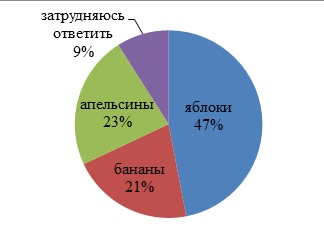 затрудняюсь
ответить
9%
апельсины
23%
яблоки
47%
бананы
21%